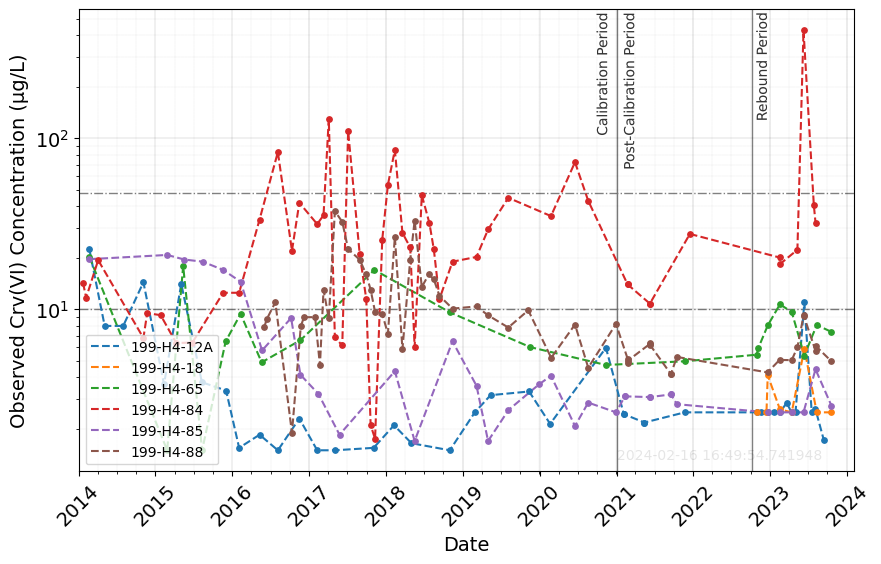 Calibration Period
Post-Calibration Period
Rebound Period
Observed Crv(VI) Concentration (µg/L)
10²
10¹
199-H4-12A
199-H4-18
199-H4-65
199-H4-84
199-H4-85
199-H4-88
2024-02-16 16:49:54.741948
2014 2015 2016 2017 2018 2019 2020 2021 2022 2023 2024
Date